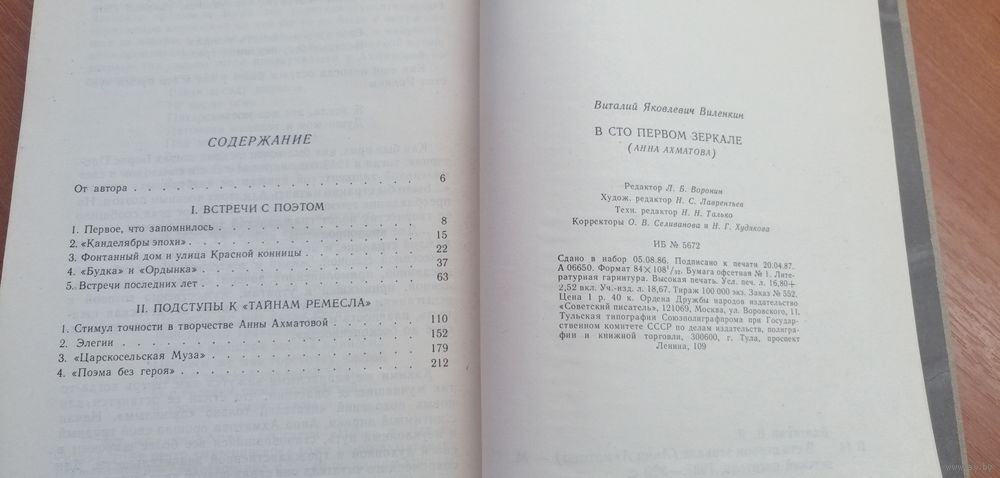 СОДЕРЖАНИЕ
От автора . . . . . . . . . . . . . . . . . . 6
I. ВСТРЕЧИ С ПОЭТОМ
1. Первое, что запомнилось . . . . . . . . . . . 8
2. «Канделябры эпохи» . . . . . . . . . . . . . 15
3. Фонтанный дом и улица Красной конницы . . . . . 22
4. «Будка» и «Ордынка» . . . . . . . . . . . . . 37
5. Встречи последних лет . . . . . . . . . . . . 63
II. ПОДСТУПЫ К «ТАЙНАМ РЕМЕСЛА»
1. Стимул точности в творчестве Анны Ахматовой . . . 110
2. Элегии . . . . . . . . . . . . . . . . . . 152
3. «Царскосельская Муза» . . . . . . . . . . . . 179
4. «Поэма без героя» . . . . . . . . . . . . . . 212
Виталий Яковлевич Виленкин
В СТО ПЕРВОМ ЗЕРКАЛЕ
(АННА АХМАТОВА)
Редактор Л. Б. Воронин
Худож. редактор Н. С. Лаврентьев
Техн. редактор Н. Н. Талько
Корректоры О. В. Селиванова и Н. Г. Худякова
ИБ № 5672
Сдано в набор 05.08.86. Подписано к печати 20.04.87.
А 06650. Формат 84×108¹/₃₂. Бумага офсетная № 1. Лите-
ратурная гарнитура. Высокая печать. Усл. печ. л. 16,80+
2,52 вкл. Уч.-изд. л. 18,67. Тираж 100 000 экз. Заказ № 552.
Цена 1 р. 40 к. Ордена Дружбы народов издательство
«Советский писатель», 121069, Москва, ул. Воровского, 11.
Тульская типография Союзполиграфпрома при Государ-
ственном комитете СССР по делам издательств, полигра-
фии и книжной торговли, 300600, г. Тула, проспект
Ленина, 109
www.ay.by